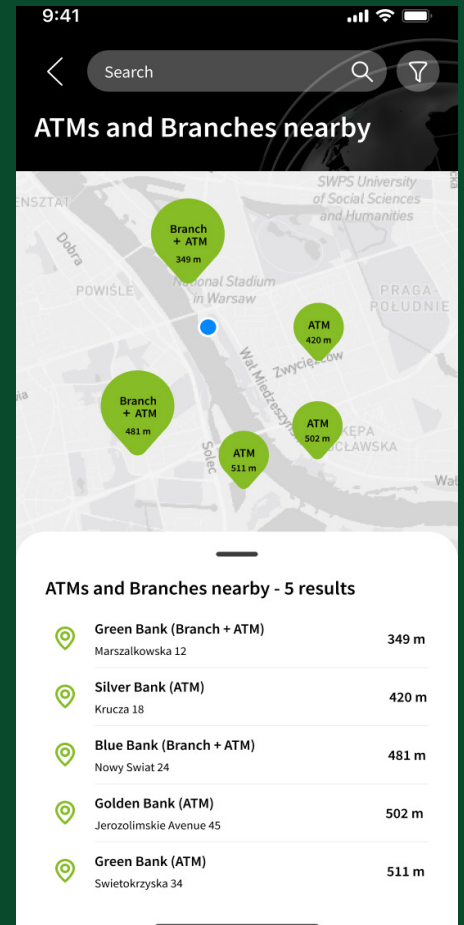 9:41
Search
ATMs and Branches nearby
SWPS University
of Social Sciences
and Humanities
Dobra
Branch
+ ATM
349 m
National Stadium
in Warsaw
POWIŚLE
PRAGA-
POŁUDNIE
ATM
420 m
Zwycięzców
Wał Miedzeszyński
Branch
+ ATM
481 m
ATM
502 m
KĘPA
Solec
ATM
511 m
Wał
ATMs and Branches nearby - 5 results
Green Bank (Branch + ATM)
349 m
Marszalkowska 12
Silver Bank (ATM)
420 m
Krucza 18
Blue Bank (Branch + ATM)
481 m
Nowy Swiat 24
Golden Bank (ATM)
502 m
Jerozolimskie Avenue 45
Green Bank (ATM)
511 m
Swietokrzyska 34